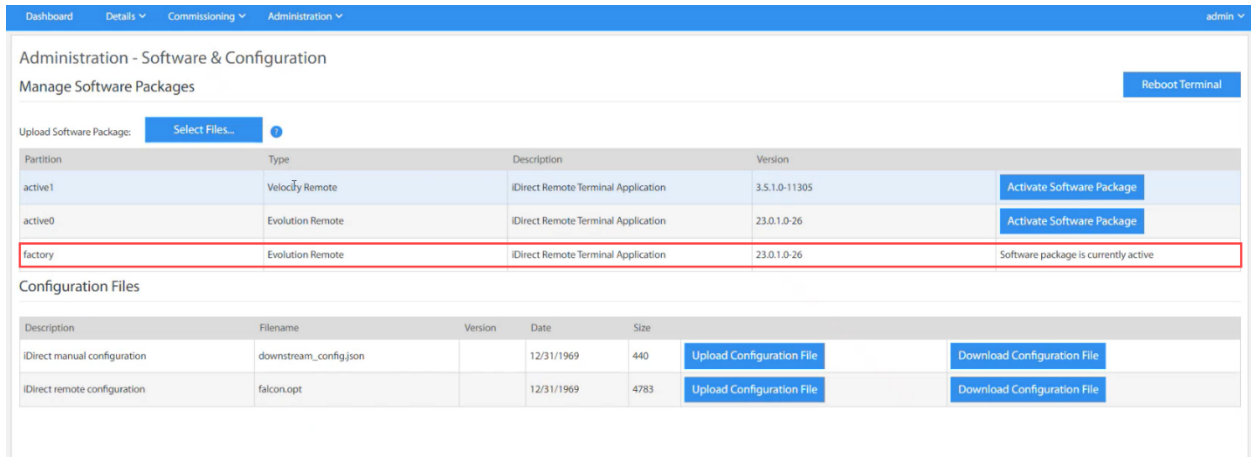 Dashboard Details Commissioning Administration admin
Administration - Software & Configuration
Manage Software Packages Reboot Terminal
Upload Software Package: Select Files... ?
Partition Type Description Version
active1 Velocity Remote iDirect Remote Terminal Application 3.5.1.0-11305 Activate Software Package
active0 Evolution Remote iDirect Remote Terminal Application 23.0.1.0-26 Activate Software Package
factory Evolution Remote iDirect Remote Terminal Application 23.0.1.0-26 Software package is currently active
Configuration Files
Description Filename Version Date Size
iDirect manual configuration downstream_config.json 12/31/1969 440 Upload Configuration File Download Configuration File
iDirect remote configuration falcon.opt 12/31/1969 4783 Upload Configuration File Download Configuration File